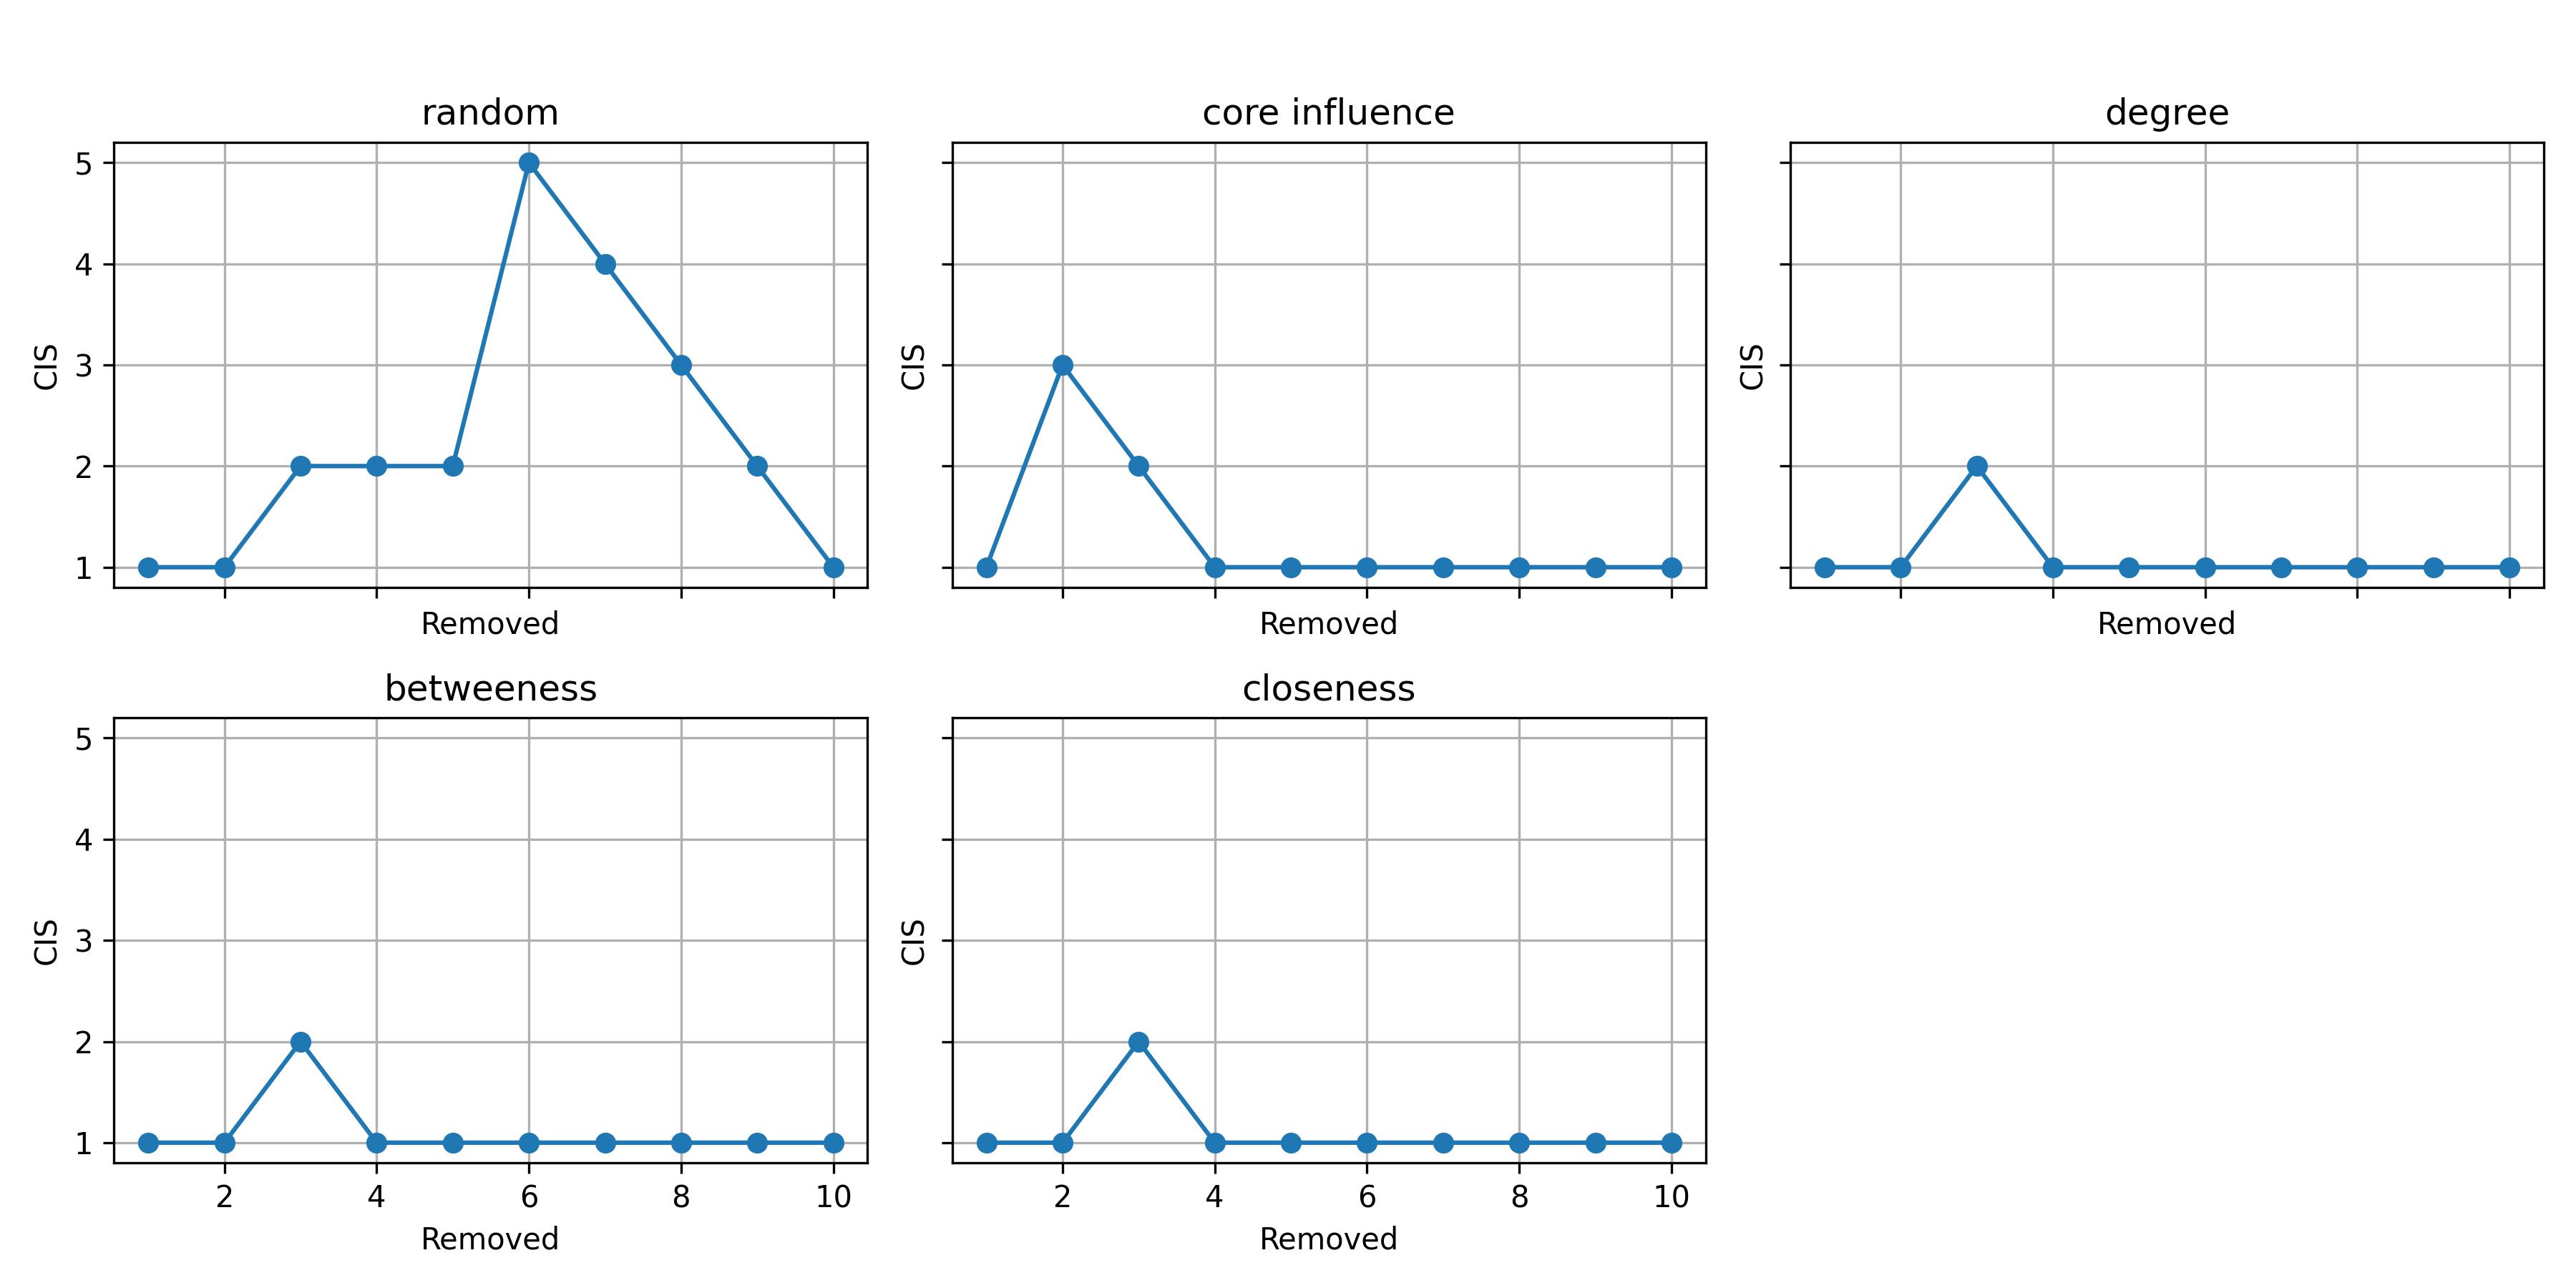 random
core influence
degree
5
4
3
2
1
CIS
CIS
CIS
Removed
Removed
Removed
betweeness
closeness
5
4
3
2
1
CIS
CIS
2 4 6 8 10
2 4 6 8 10
Removed
Removed